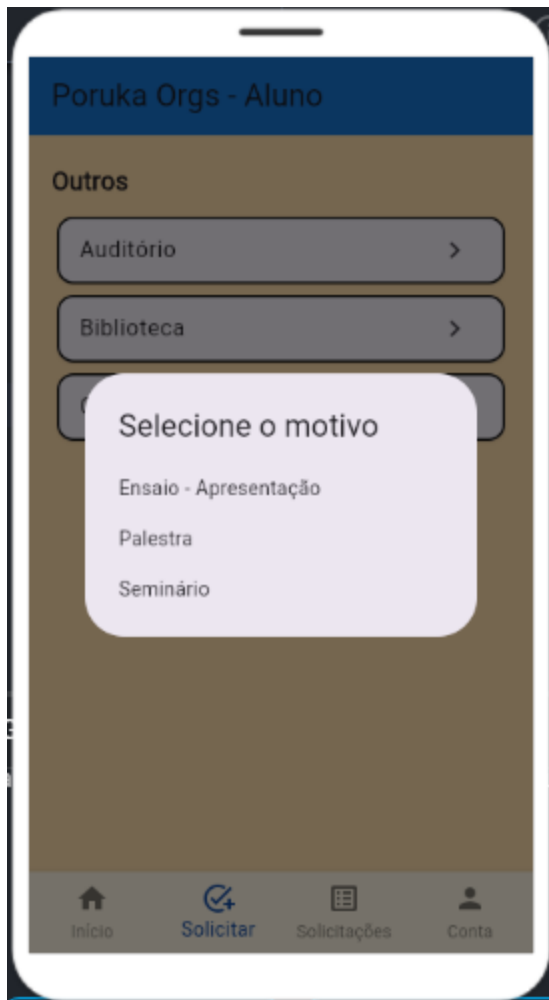 Poruka Orgs - Aluno
Outros
Auditório
Biblioteca
Selecione o motivo
Ensaio - Apresentação
Palestra
Seminário
Início
Solicitar
Solicitações
Conta